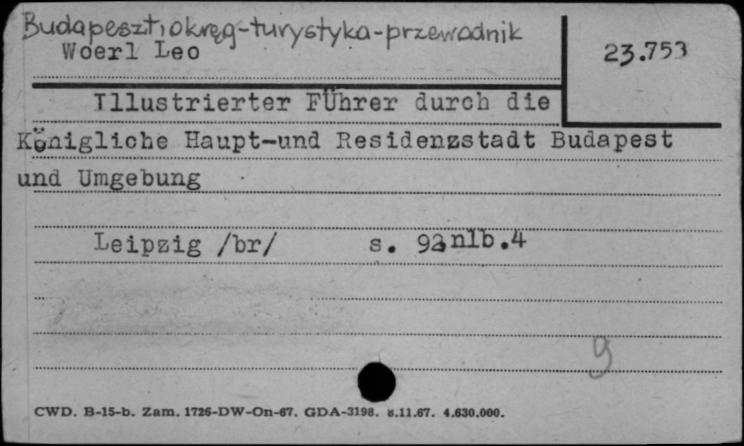 Budapeszt i okręg-turystyka-przewodnik
Woerl Leo
23.753
Illustrierter Führer durch die
Königliche Haupt-und Residenzstadt Budapest
und Umgebung
Leipzig /br/ s. 92 nlb.4
9
CWD. B-15-b. Zam. 1726-DW-On-67. GDA-3198. 8.11.67. 4.630.000.